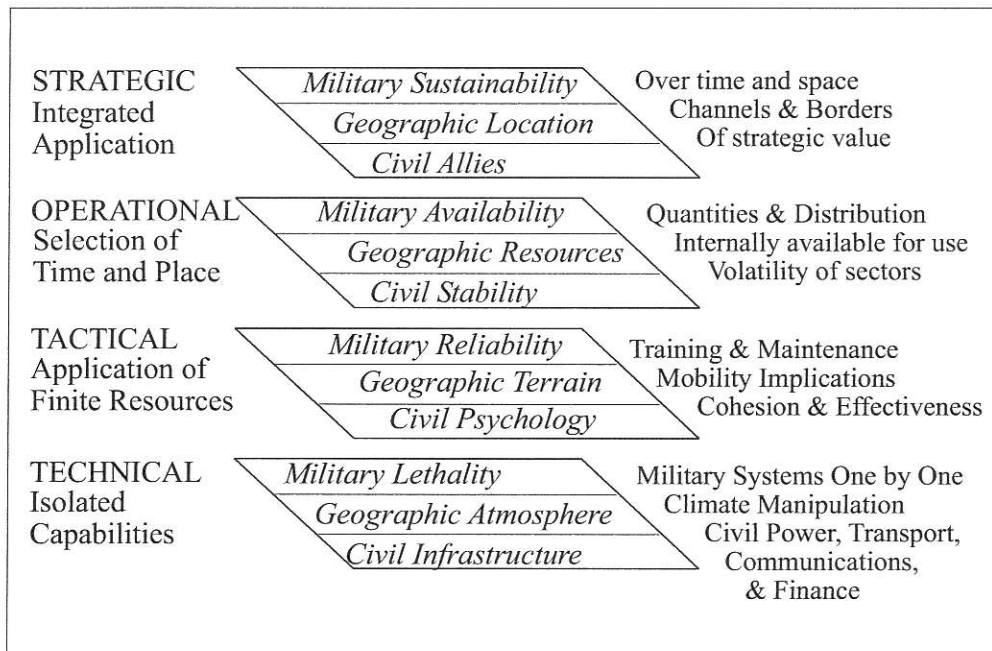 STRATEGIC
Integrated
Application
Military Sustainability
Geographic Location
Civil Allies
Over time and space
Channels & Borders
Of strategic value
OPERATIONAL
Selection of
Time and Place
Military Availability
Geographic Resources
Civil Stability
Quantities & Distribution
Internally available for use
Volatility of sectors
TACTICAL
Application of
Finite Resources
Military Reliability
Geographic Terrain
Civil Psychology
Training & Maintenance
Mobility Implications
Cohesion & Effectiveness
TECHNICAL
Isolated
Capabilities
Military Lethality
Geographic Atmosphere
Civil Infrastructure
Military Systems One by One
Climate Manipulation
Civil Power, Transport,
Communications,
& Finance